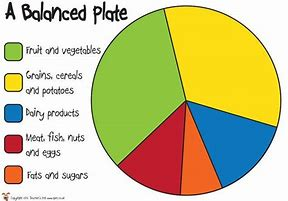 A Balanced Plate
Fruit and vegetables
Grains, cereals
and potatoes
Dairy products
Meat, fish, nuts
and eggs
Fats and sugars